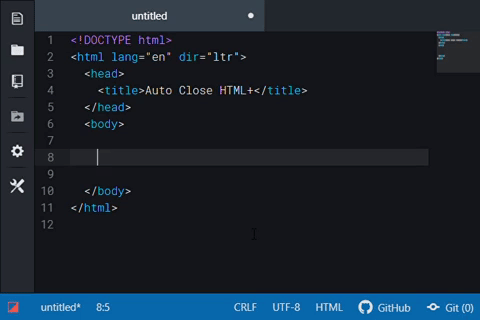 untitled
1 <!DOCTYPE html>
2 <html lang="en" dir="ltr">
3 <head>
4 <title>Auto Close HTML+</title>
5 </head>
6 <body>
7
8
9
10 </body>
11 </html>
12
untitled* 8:5 CRLF UTF-8 HTML GitHub Git (0)